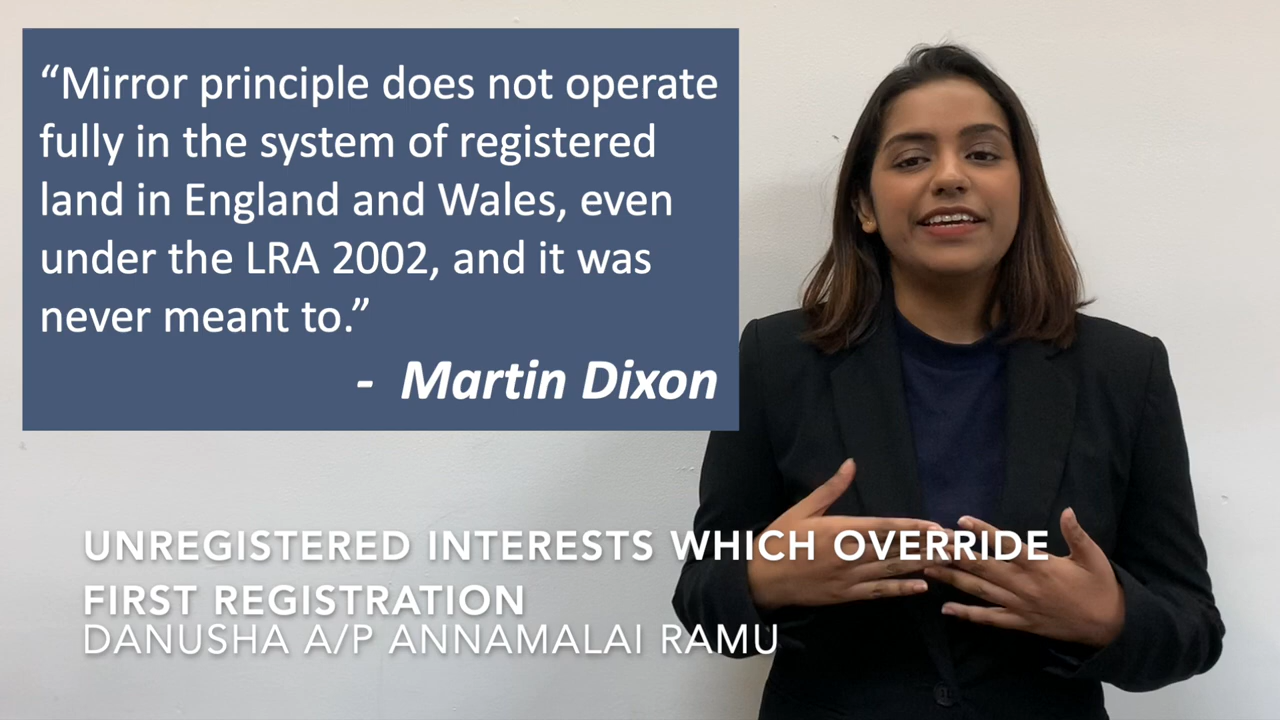 “Mirror principle does not operate
fully in the system of registered
land in England and Wales, even
under the LRA 2002, and it was
never meant to.”
- Martin Dixon
UNREGISTERED INTERESTS WHICH OVERRIDE
FIRST REGISTRATION
DANUSHA A/P ANNAMALAI RAMU